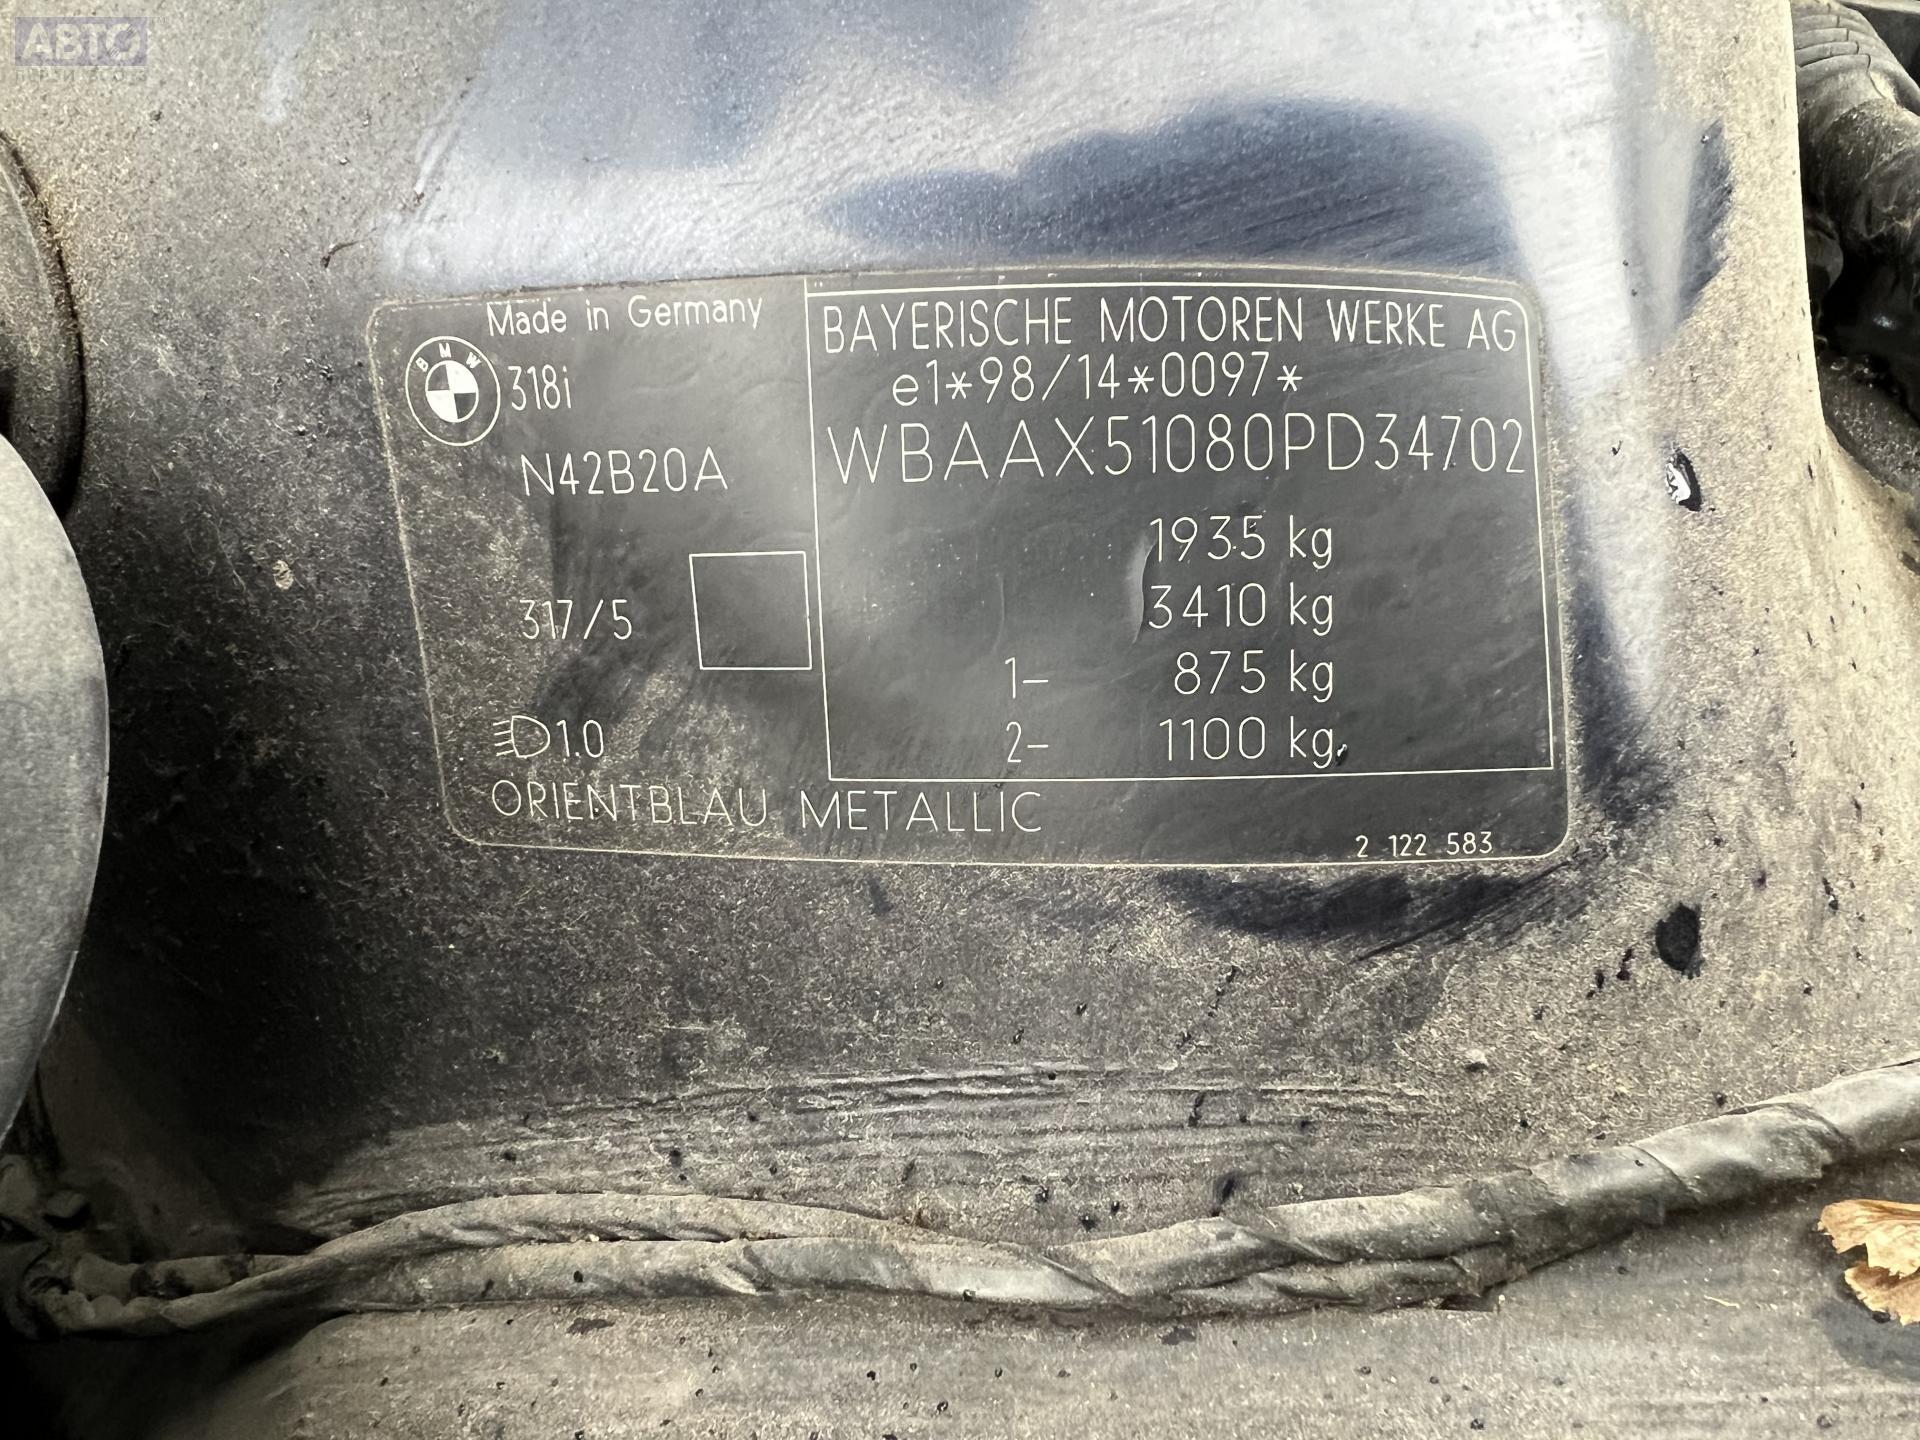 АВТО
Made in Germany
BMW
318i
N42B20A
317/5
1.0
ORIENTBLAU METALLIC
BAYERISCHE MOTOREN WERKE AG
e1*98/14*0097*
WBAAX51080PD34702
1935 kg
3410 kg
1- 875 kg
2- 1100 kg
2 122 583